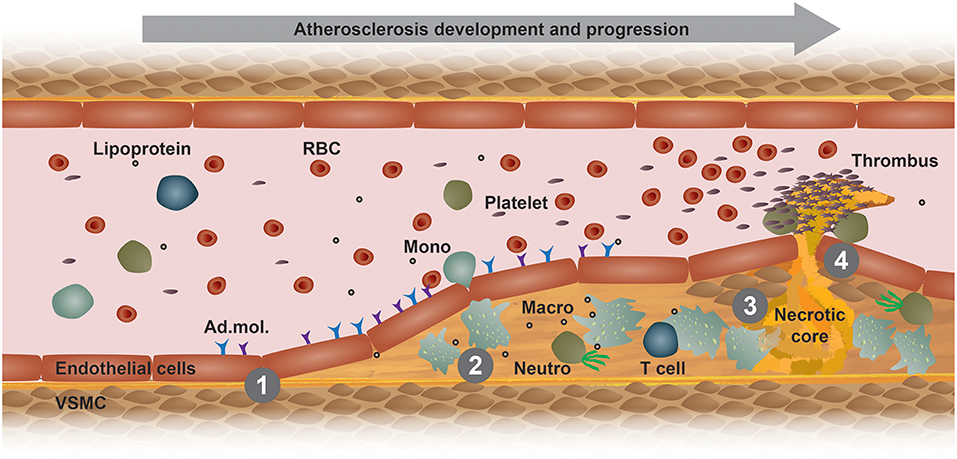 Atherosclerosis development and progression
Lipoprotein
RBC
Thrombus
Platelet
Mono
4
Ad.mol.
Macro
3
Necrotic
core
Endothelial cells
1
2
Neutro
T cell
VSMC